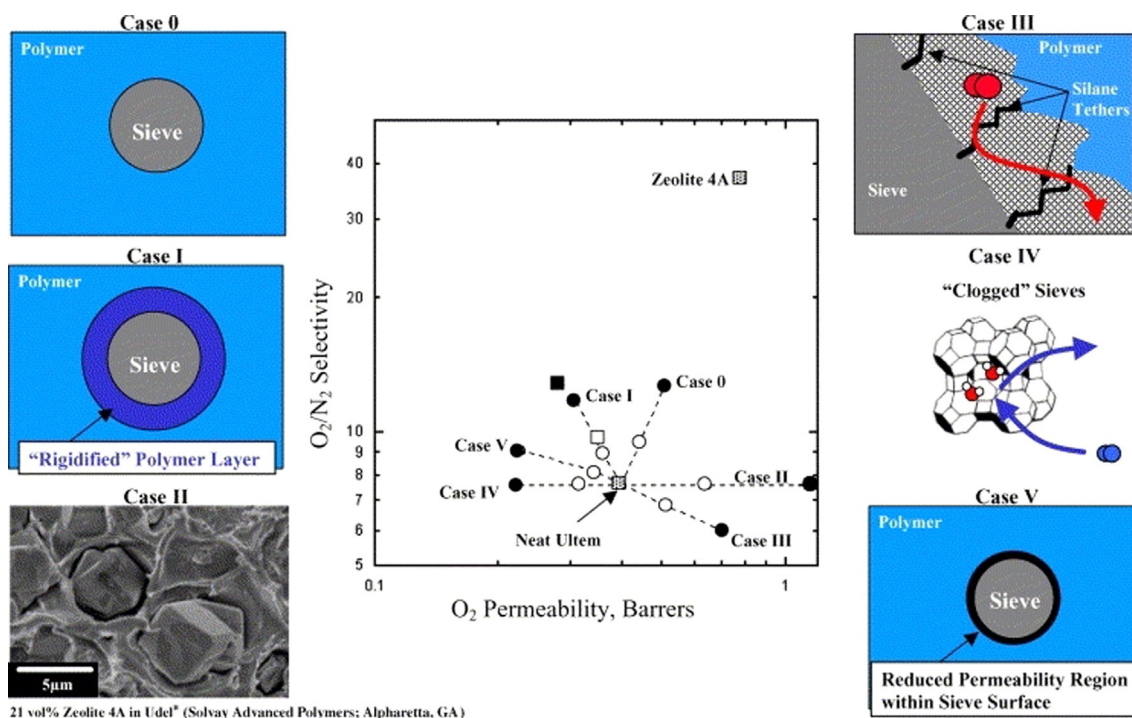 Case 0
Polymer
Sieve
Case I
Polymer
Sieve
“Rigidified” Polymer Layer
Case II
5μm
21 vol% Zeolite 4A in Udel® (Solvay Advanced Polymers; Alpharetta, GA)
O2/N2 Selectivity
40
30
20
10
9
8
7
6
5
Zeolite 4A
Case I
Case 0
Case V
Case IV
Case II
Neat Ultem
Case III
0.1
1
O2 Permeability, Barrers
Case III
Polymer
Silane
Tethers
Sieve
Case IV
“Clogged” Sieves
Case V
Polymer
Sieve
Reduced Permeability Region
within Sieve Surface